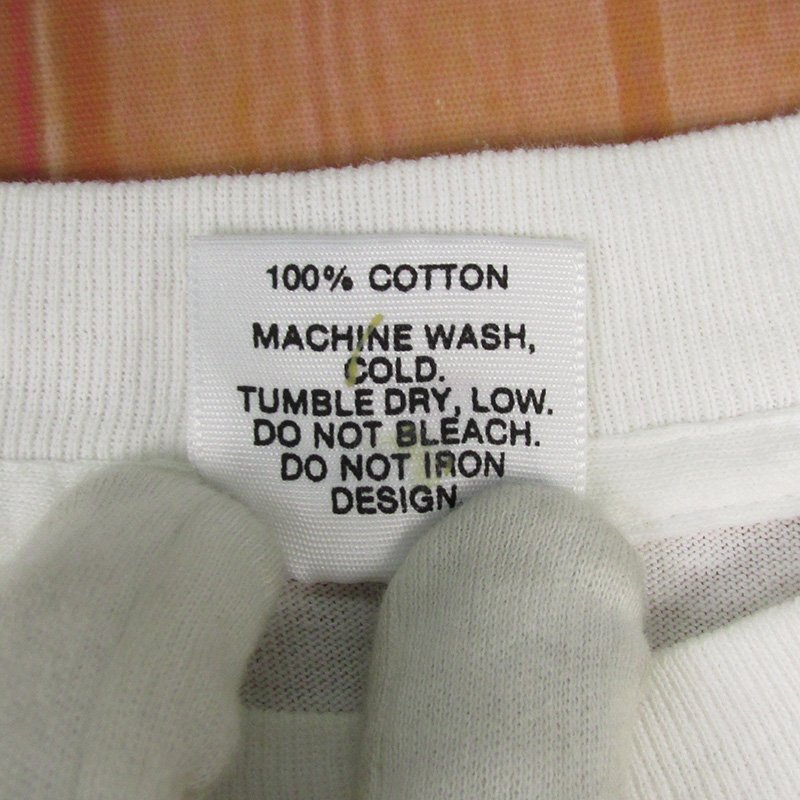 100% COTTON
MACHINE WASH,
COLD.
TUMBLE DRY, LOW.
DO NOT BLEACH.
DO NOT IRON
DESIGN.